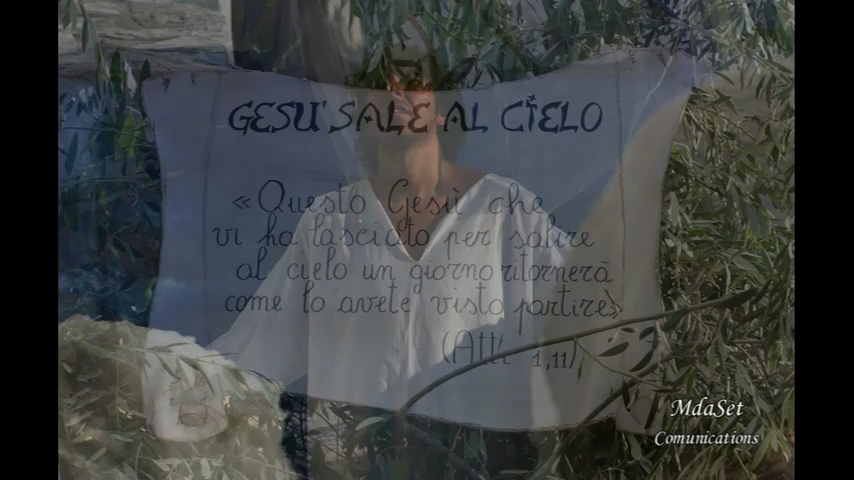 GESU' SALE AL CIELO
«Questo Gesù che
vi ha lasciato per salire
al cielo un giorno ritornerà
come lo avete visto partire»
(Atti 1,11)
MdaSet
Comunications